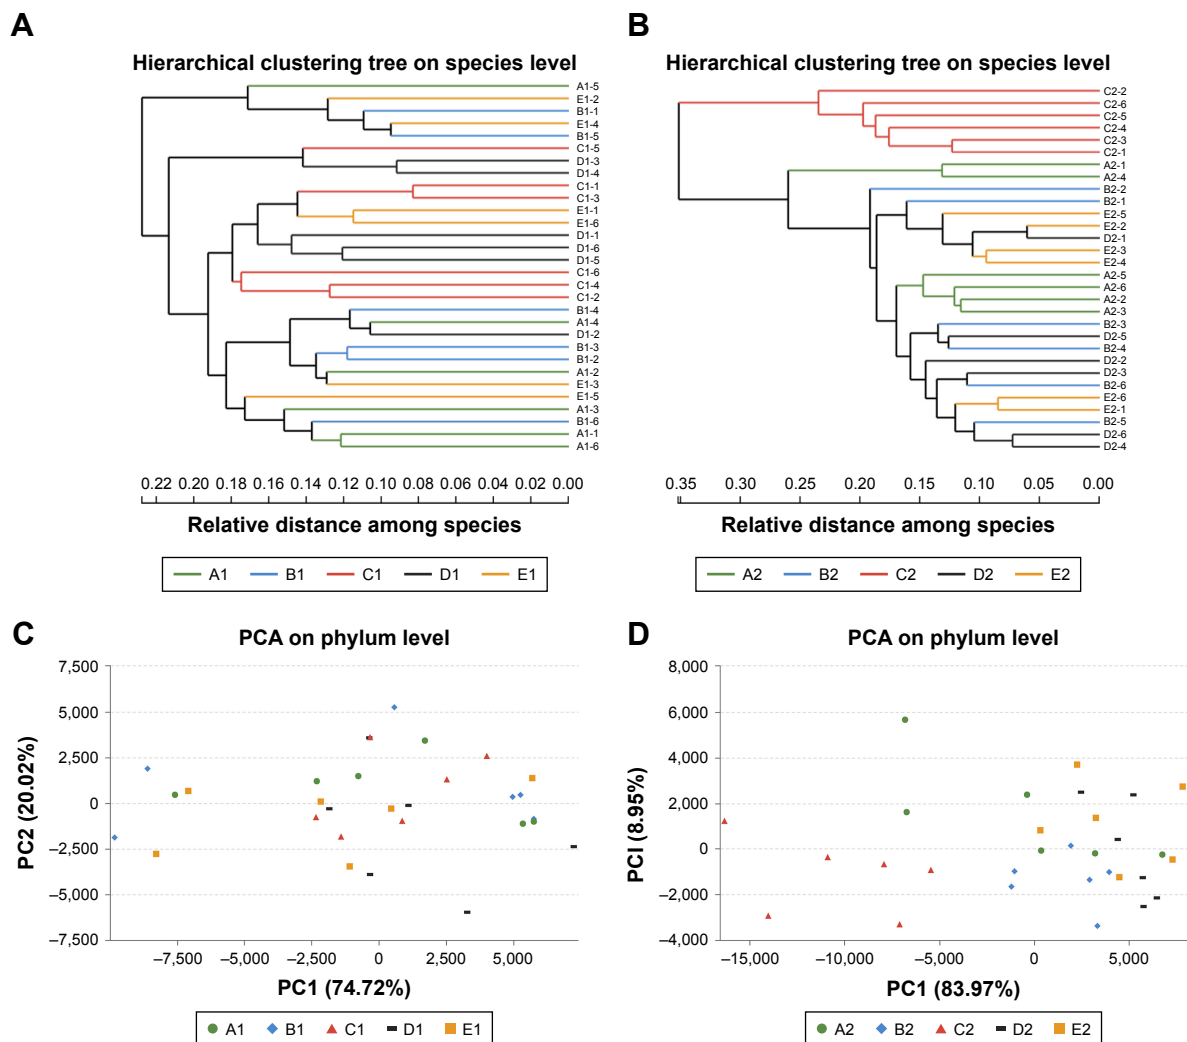 A
Hierarchical clustering tree on species level
A1-5
E1-2
B1-1
E1-4
B1-5
C1-5
D1-3
D1-4
C1-1
C1-3
E1-1
E1-6
D1-1
D1-6
D1-5
C1-6
C1-4
C1-2
B1-4
A1-4
D1-2
B1-3
B1-2
A1-2
E1-3
E1-5
A1-3
B1-6
A1-1
A1-6
0.22 0.20 0.18 0.16 0.14 0.12 0.10 0.08 0.06 0.04 0.02 0.00
Relative distance among species
A1 B1 C1 D1 E1
B
Hierarchical clustering tree on species level
C2-2
C2-6
C2-5
C2-4
C2-3
C2-1
A2-1
A2-4
B2-2
B2-1
E2-5
E2-2
D2-1
E2-3
E2-4
A2-5
A2-6
A2-2
A2-3
B2-3
D2-5
B2-4
D2-2
D2-3
B2-6
E2-6
E2-1
B2-5
D2-6
D2-4
0.35 0.30 0.25 0.20 0.15 0.10 0.05 0.00
Relative distance among species
A2 B2 C2 D2 E2
C
PCA on phylum level
7,500
5,000
2,500
0
–2,500
–5,000
–7,500
PC2 (20.02%)
–7,500 –5,000 –2,500 0 2,500 5,000
PC1 (74.72%)
A1 B1 C1 D1 E1
D
PCA on phylum level
8,000
6,000
4,000
2,000
0
–2,000
–4,000
PCI (8.95%)
–15,000 –10,000 –5,000 0 5,000
PC1 (83.97%)
A2 B2 C2 D2 E2